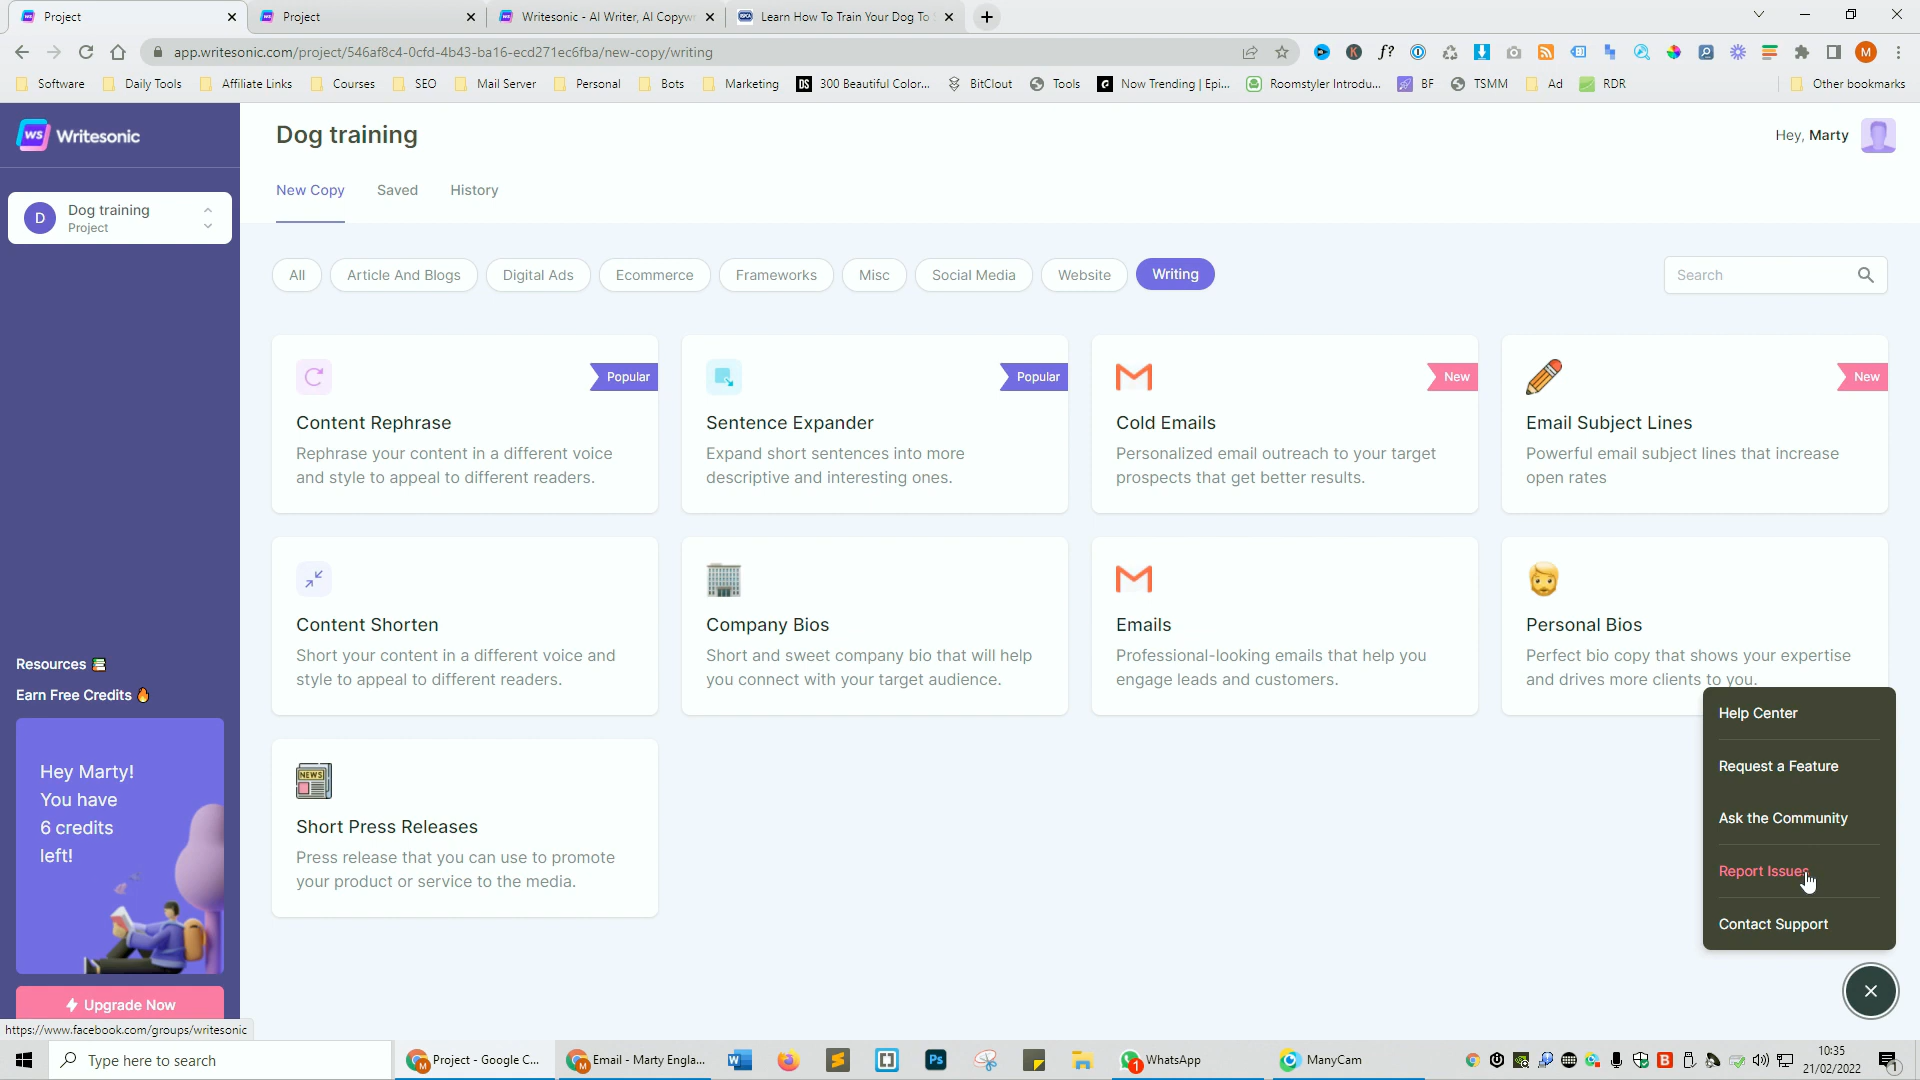 Project
Project
Writesonic - AI Writer, AI Copyw
Learn How To Train Your Dog To
app.writesonic.com/project/546af8c4-0cfd-4b43-ba16-ecd271ec6fba/new-copy/writing
Software
Daily Tools
Affiliate Links
Courses
SEO
Mail Server
Personal
Bots
Marketing
300 Beautiful Color...
BitClout
Tools
Now Trending | Epi...
Roomstyler Introdu...
BF
TSMM
Ad
RDR
Other bookmarks
WS Writesonic
Dog training
Hey, Marty
New Copy
Saved
History
D
Dog training
Project
All
Article And Blogs
Digital Ads
Ecommerce
Frameworks
Misc
Social Media
Website
Writing
Search
Popular
Content Rephrase
Rephrase your content in a different voice
and style to appeal to different readers.
Popular
Sentence Expander
Expand short sentences into more
descriptive and interesting ones.
New
Cold Emails
Personalized email outreach to your target
prospects that get better results.
New
Email Subject Lines
Powerful email subject lines that increase
open rates
Content Shorten
Short your content in a different voice and
style to appeal to different readers.
Company Bios
Short and sweet company bio that will help
you connect with your target audience.
Emails
Professional-looking emails that help you
engage leads and customers.
Personal Bios
Perfect bio copy that shows your expertise
and drives more clients to you.
NEWS
Short Press Releases
Press release that you can use to promote
your product or service to the media.
Resources
Earn Free Credits
Hey Marty!
You have
6 credits
left!
Upgrade Now
Help Center
Request a Feature
Ask the Community
Report Issues
Contact Support
https://www.facebook.com/groups/writesonic
Type here to search
Project - Google C...
Email - Marty Engla...
WhatsApp
ManyCam
10:35
21/02/2022